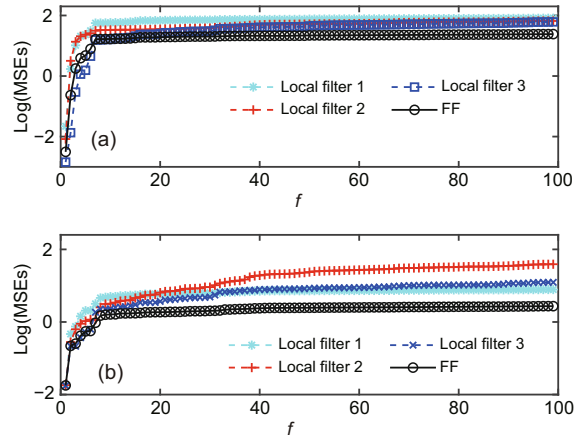 2
0
−2
Log(MSEs)
(a)
Local filter 1
Local filter 2
Local filter 3
FF
0 20 40 60 80 100
f
2
0
2
Log(MSEs)
(b)
Local filter 1
Local filter 2
Local filter 3
FF
0 20 40 60 80 100
f